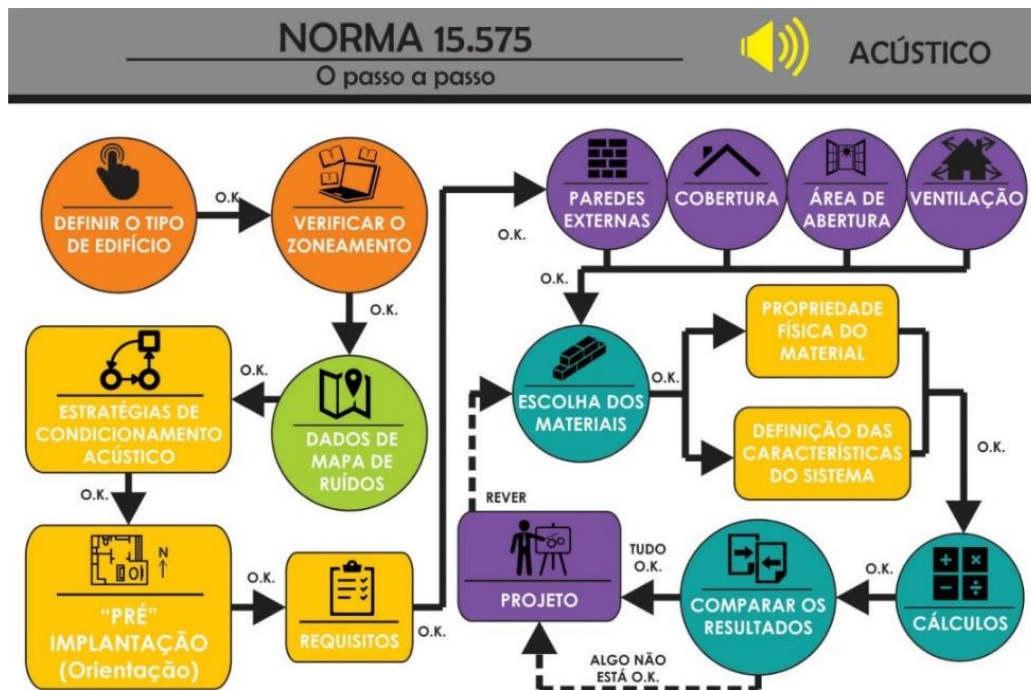 NORMA 15.575
O passo a passo
ACÚSTICO
DEFINIR O TIPO
DE EDIFÍCIO
O.K
VERIFICAR O
ZONEAMENTO
O.K.
DADOS DE
MAPA DE
RUÍDOS
O.K.
ESTRATÉGIAS DE
CONDICIONAMENTO
ACÚSTICO
O.K.
N
"PRÉ"
IMPLANTAÇÃO
(Orientação)
O.K.
REQUISITOS
O.K.
O.K.
PAREDES
EXTERNAS
COBERTURA
ÁREA DE
ABERTURA
VENTILAÇÃO
O.K.
ESCOLHA DOS
MATERIAIS
O.K.
PROPRIEDADE
FÍSICA DO
MATERIAL
DEFINIÇÃO DAS
CARACTERÍSTICAS
DO SISTEMA
O.K.
CÁLCULOS
O.K.
COMPARAR OS
RESULTADOS
TUDO
O.K.
PROJETO
REVER
ALGO NÃO
ESTÁ O.K.